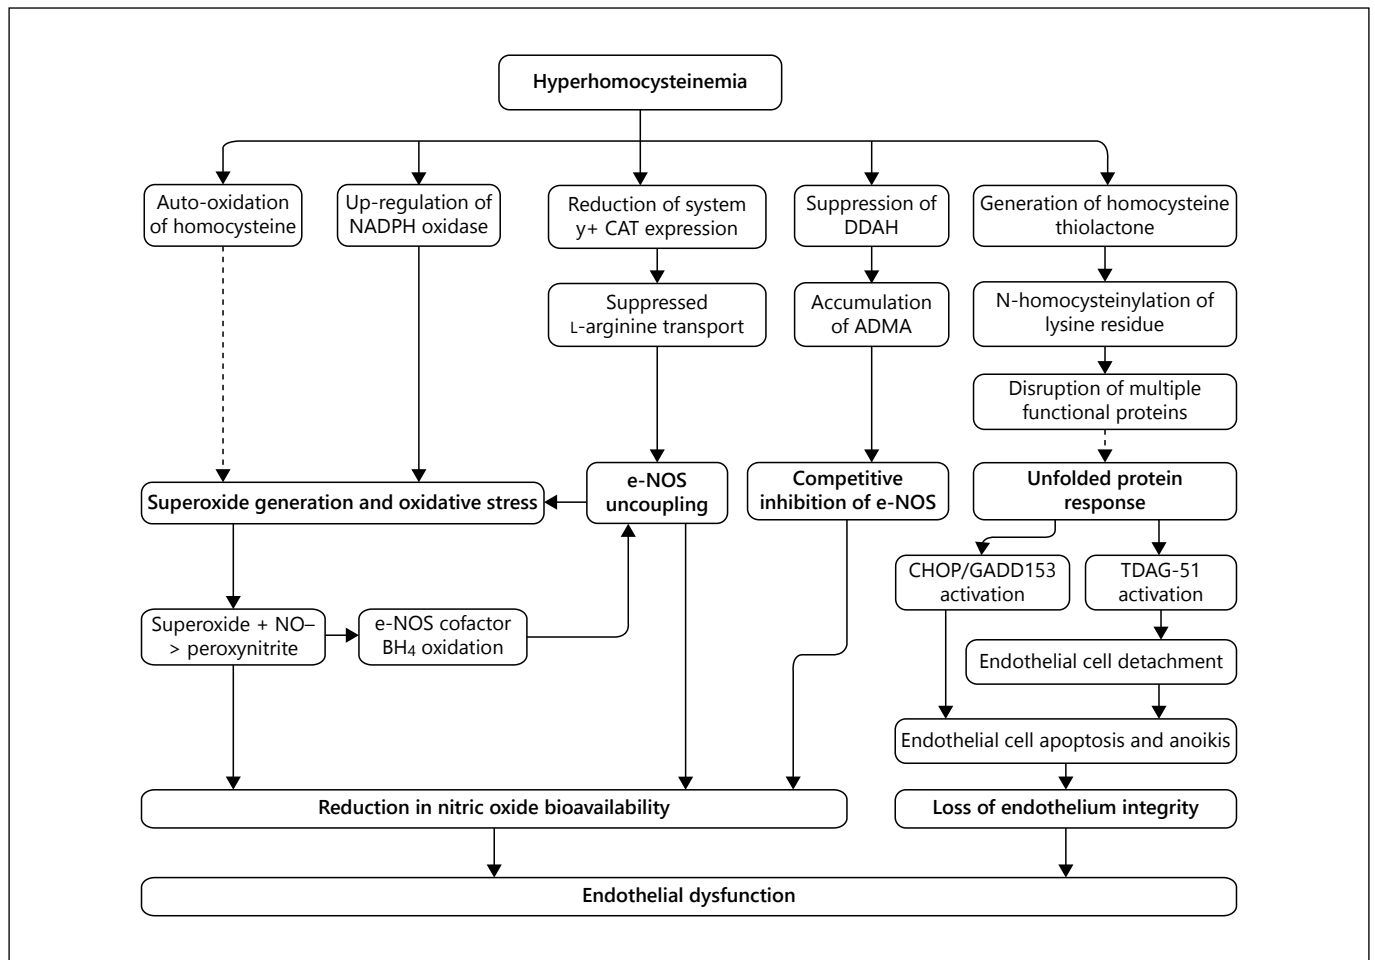 Hyperhomocysteinemia
Auto-oxidation
of homocysteine
Up-regulation of
NADPH oxidase
Reduction of system
y+ CAT expression
Suppression of
DDAH
Generation of homocysteine
thiolactone
Suppressed
L-arginine transport
Accumulation
of ADMA
N-homocysteinylation of
lysine residue
Disruption of multiple
functional proteins
Superoxide generation and oxidative stress
e-NOS
uncoupling
Competitive
inhibition of e-NOS
Unfolded protein
response
CHOP/GADD153
activation
TDAG-51
activation
Superoxide + NO–
> peroxynitrite
e-NOS cofactor
BH4 oxidation
Endothelial cell detachment
Endothelial cell apoptosis and anoikis
Reduction in nitric oxide bioavailability
Loss of endothelium integrity
Endothelial dysfunction